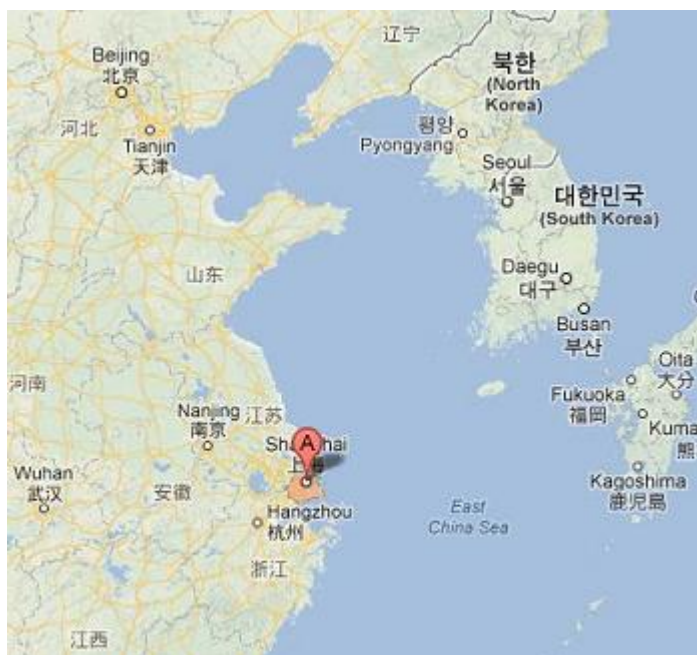 辽宁
Beijing
北京
북한
(North
Korea)
河北
Tianjin
天津
평양
Pyongyang
Seoul
서울
대한민국
(South Korea)
山东
Daegu
대구
Busan
부산
河南
Nanjing
南京
江苏
Oita
大分
Fukuoka
福岡
Kuma
熊
A
Wuhan
武汉
安徽
Kagoshima
鹿児島
East
China Sea
Hangzhou
杭州
浙江
江西